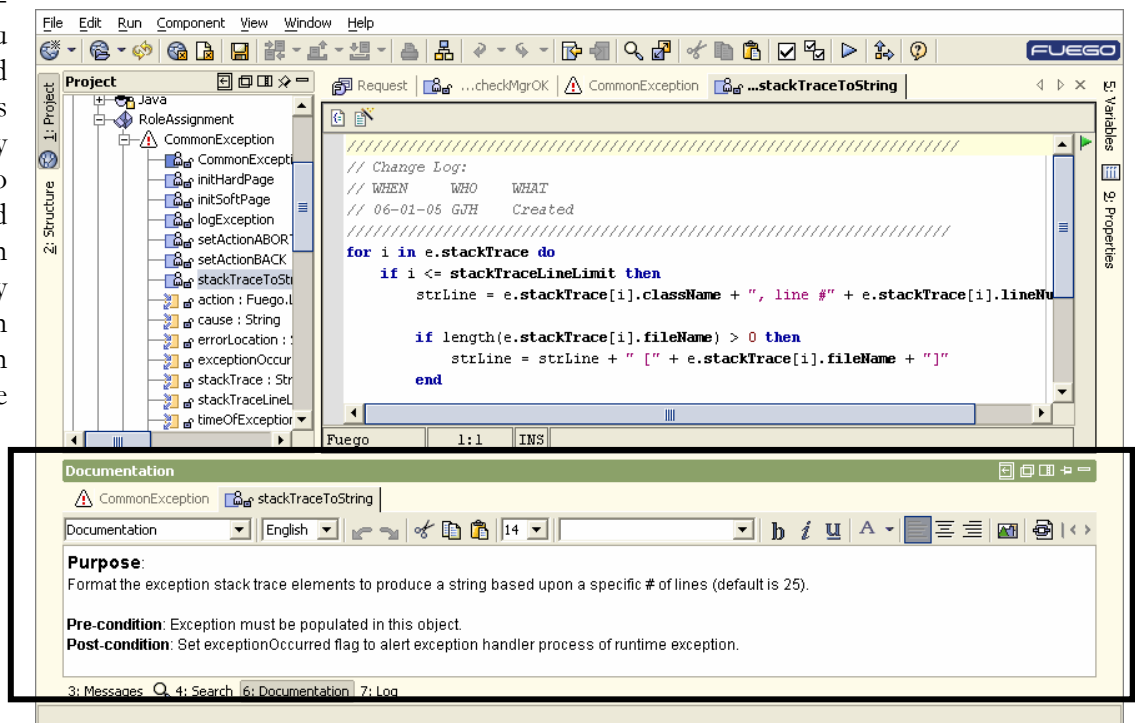 File Edit Run Component View Window Help
FUEGO
1: Project
2: Structure
Project
Java
RoleAssignment
CommonException
CommonExcepti
initHardPage
initSoftPage
logException
setActionABOR
setActionBACK
stackTraceToStr
action : Fuego.L
cause : String
errorLocation :
exceptionOccur
stackTrace : Str
stackTraceLineL
timeOfException
Request ...checkMgrOK CommonException ...stackTraceToString
5: Variables
9: Properties
////////////////////////////////////////////////////////////////////
// Change Log:
// WHEN WHO WHAT
// 06-01-05 GJH Created
///////////////////////////////////////////////////////////////////
for i in e.stackTrace do
if i <= stackTraceLineLimit then
strLine = e.stackTrace[i].className + ", line #" + e.stackTrace[i].lineNu
if length(e.stackTrace[i].fileName) > 0 then
strLine = strLine + " [" + e.stackTrace[i].fileName + "]"
end
Fuego 1:1 INS
Documentation
CommonException stackTraceToString
Documentation English 14 b i u A
Purpose:
Format the exception stack trace elements to produce a string based upon a specific # of lines (default is 25).
Pre-condition: Exception must be populated in this object.
Post-condition: Set exceptionOccurred flag to alert exception handler process of runtime exception.
3: Messages 4: Search 6: Documentation 7: Log